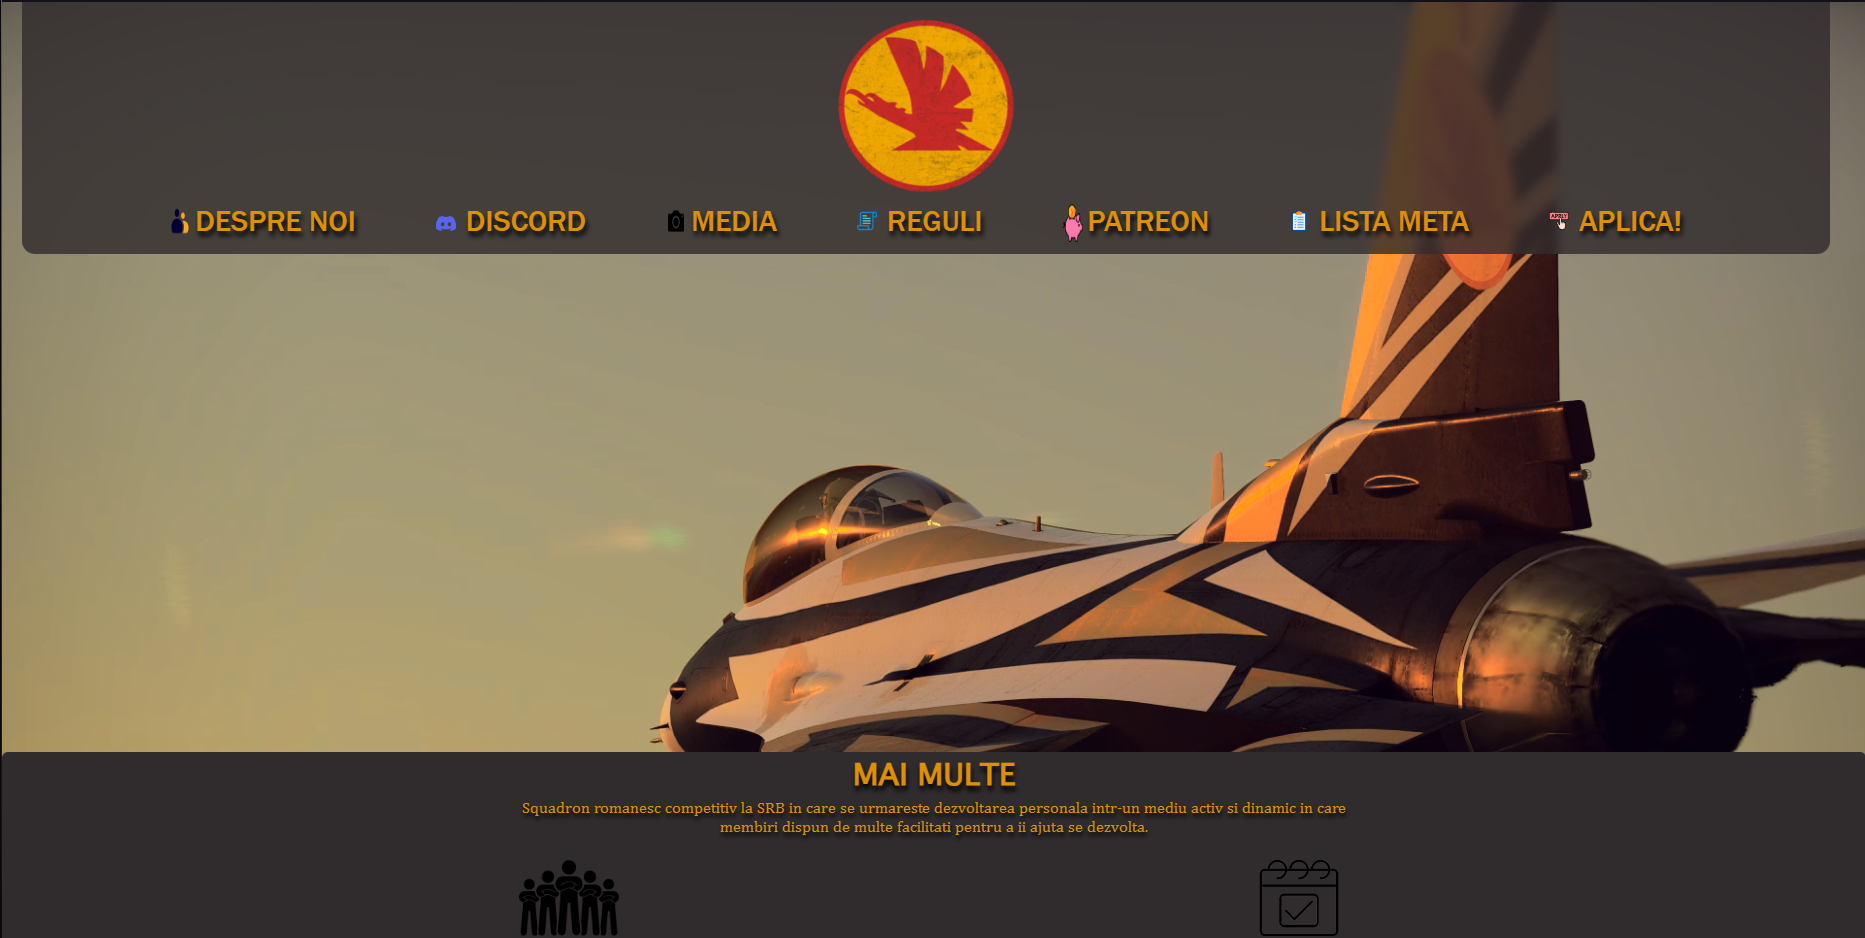 DESPRE NOI
DISCORD
MEDIA
REGULI
PATREON
LISTA META
APLICA!
MAI MULTE
Squadron romanesc competitiv la SRB in care se urmareste dezvoltarea personala intr-un mediu activ si dinamic in care
membiri dispun de multe facilitati pentru a ii ajuta se dezvolta.